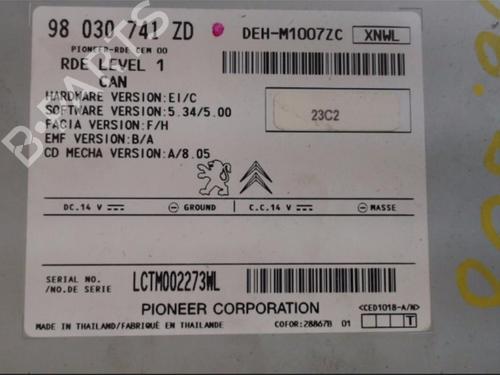 98 030 741 ZD DEH-M1007ZC XNWL
PIONEER-RDE CEM 00
RDE LEVEL 1
CAN
HARDWARE VERSION:EI/C
SOFTWARE VERSION: 5.34/5.00
FACIA VERSION:F/H
EMF VERSION:B/A
CD MECHA VERSION:A/8.05
23C2
DC.14 V GROUND C.C.14 V MASSE
SERIAL NO.
/NO.DE SERIE
LCTM002273WL
PIONEER CORPORATION
<CED1018-A/N>
MADE IN THAILAND/FABRIQUÉ EN THAILANDE COFOR:28867B 01 T
B-PARTS